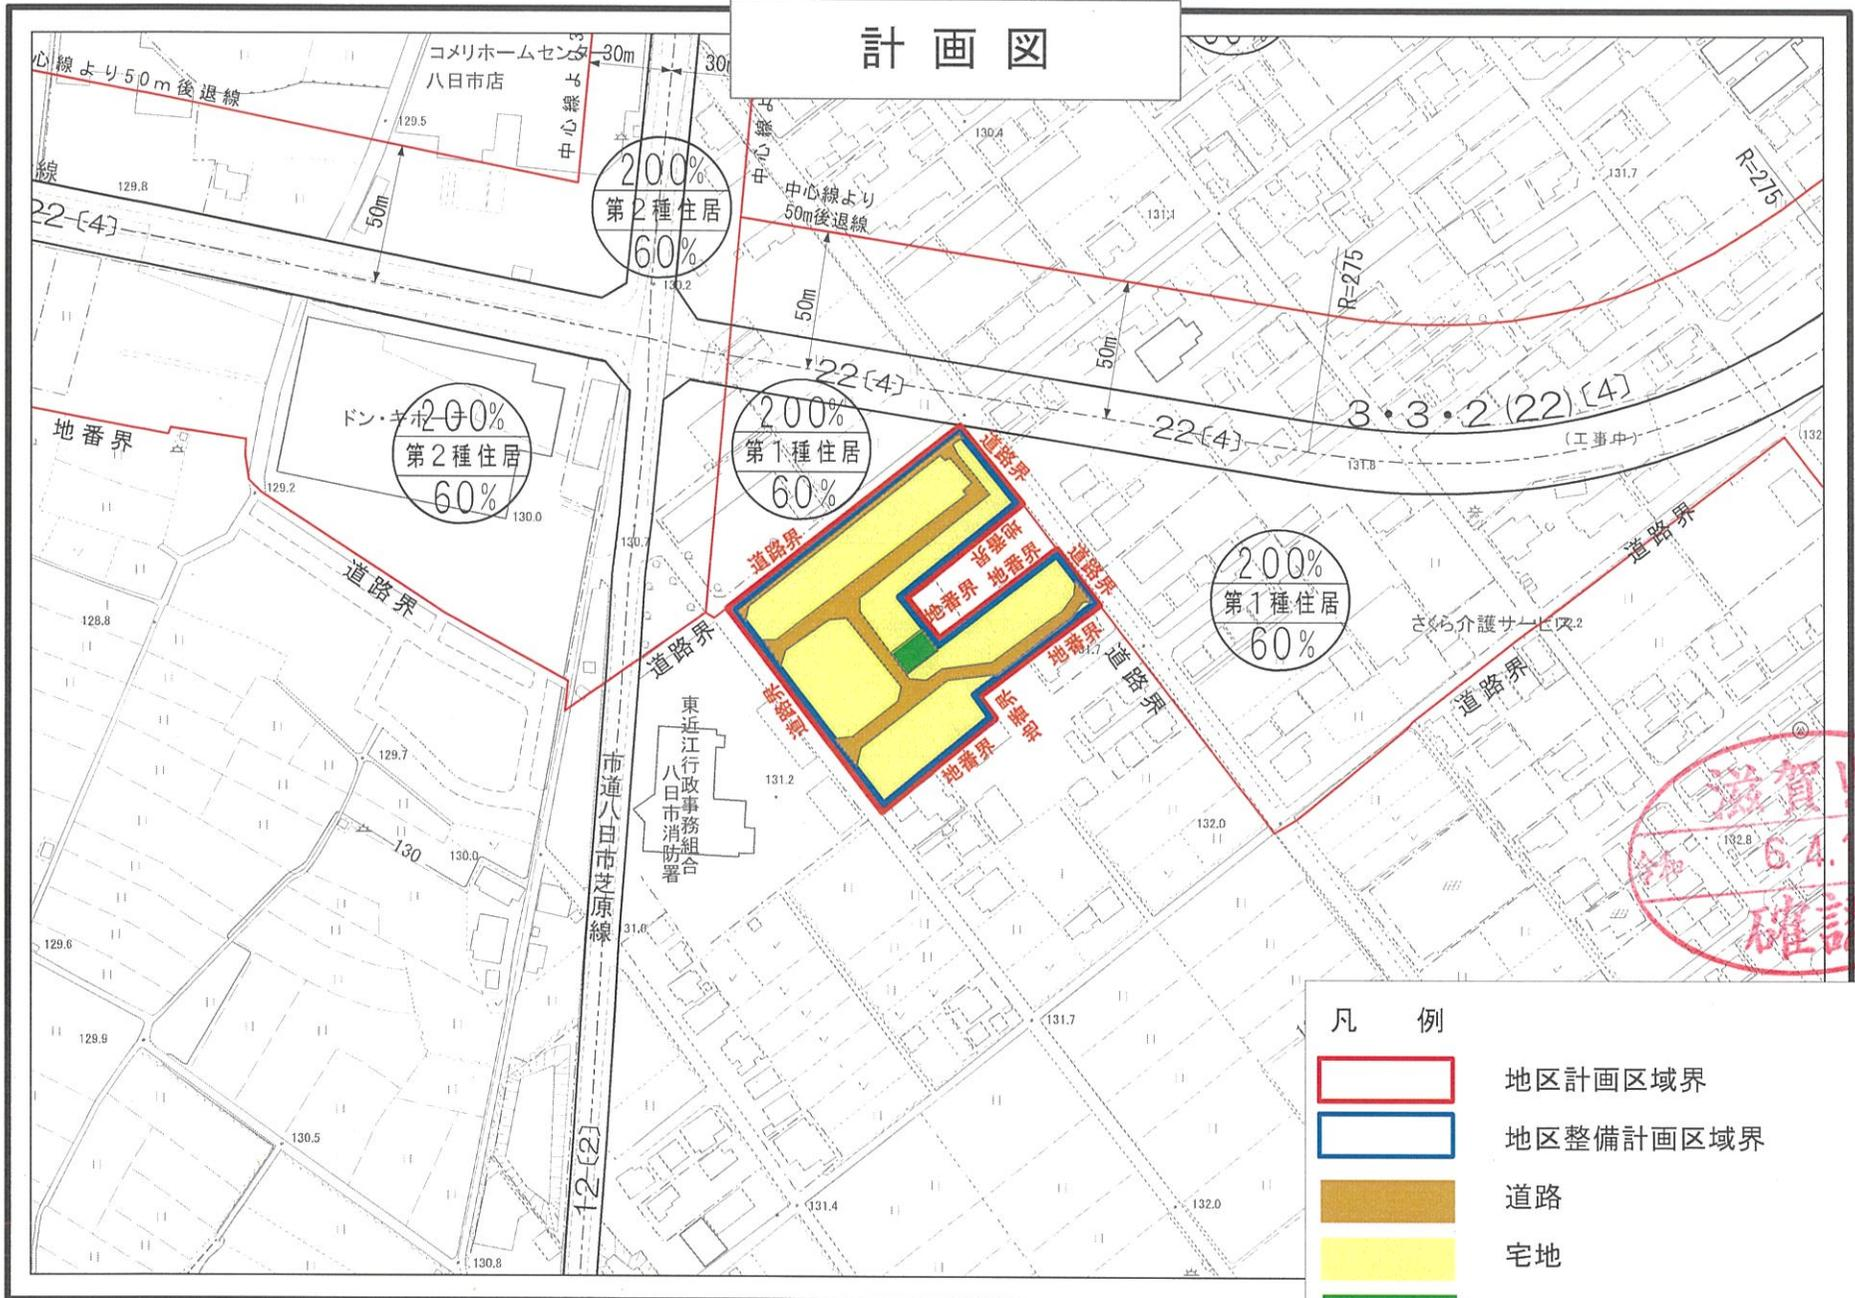 計画図
心線より50m後退線
コメリホームセンタ
八日市店
30m
129.5
中心線よ
中心線よ
130.4
R=275
131.7
線
129.8
22〔4〕
50m
200%
第2種住居
60%
130.2
中心線より
50m後退線
131.1
50m
50m
R=275
22〔4〕
22〔4〕
3・3・2(22)〔4〕
(工事中)
131.8
地番界
ドン・キホーテ
200%
第2種住居
60%
129.2
130.0
200%
第1種住居
60%
道路界
地番界
地番界
道路界
地番界
道路界
道路界
130.7
道路界
128.8
道路界
200%
第1種住居
60%
さくら介護サービス
道路界
地番界
道路界
道路界
地番界
地番界
道路界
東近江行政事務組合
八日市消防署
131.2
市道八日市芝原線
129.7
130
130.0
132.0
132.8
滋賀
令和
6.4.
確認
129.6
129.9
131.7
130.5
12〔2〕
131.4
132.0
130.8
凡例
地区計画区域界
地区整備計画区域界
道路
宅地